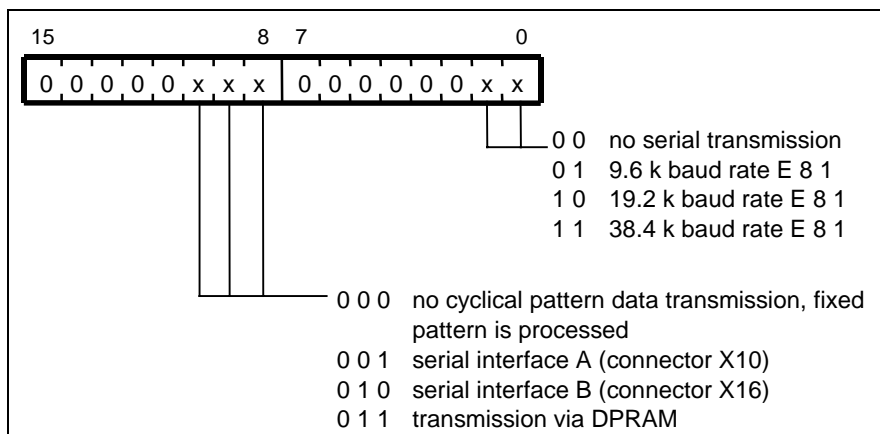 15 8 7 0
0 0 0 0 0 x x x 0 0 0 0 0 0 x x
0 0 no serial transmission
0 1 9.6 k baud rate E 8 1
1 0 19.2 k baud rate E 8 1
1 1 38.4 k baud rate E 8 1
0 0 0 no cyclical pattern data transmission, fixed
pattern is processed
0 0 1 serial interface A (connector X10)
0 1 0 serial interface B (connector X16)
0 1 1 transmission via DPRAM